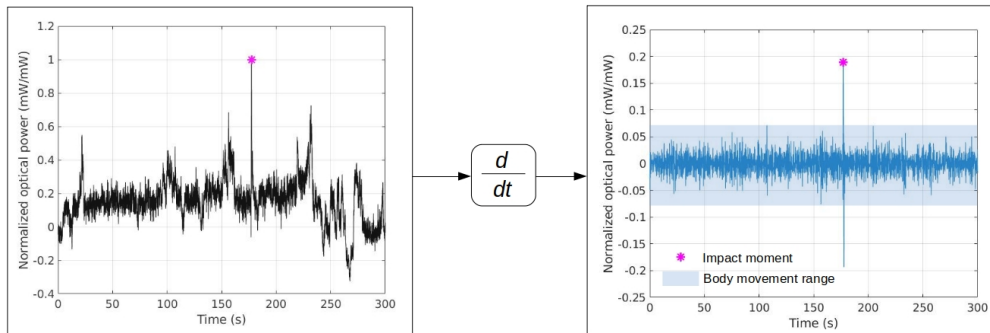 Normalized optical power (mW/mW)
1.2
1
0.8
0.6
0.4
0.2
0
-0.2
-0.4
0 50 100 150 200 250 300
Time (s)
d
dt
Normalized optical power (mW/mW)
0.25
0.2
0.15
0.1
0.05
0
-0.05
-0.1
-0.15
-0.2
-0.25
Impact moment
Body movement range
0 50 100 150 200 250 300
Time (s)